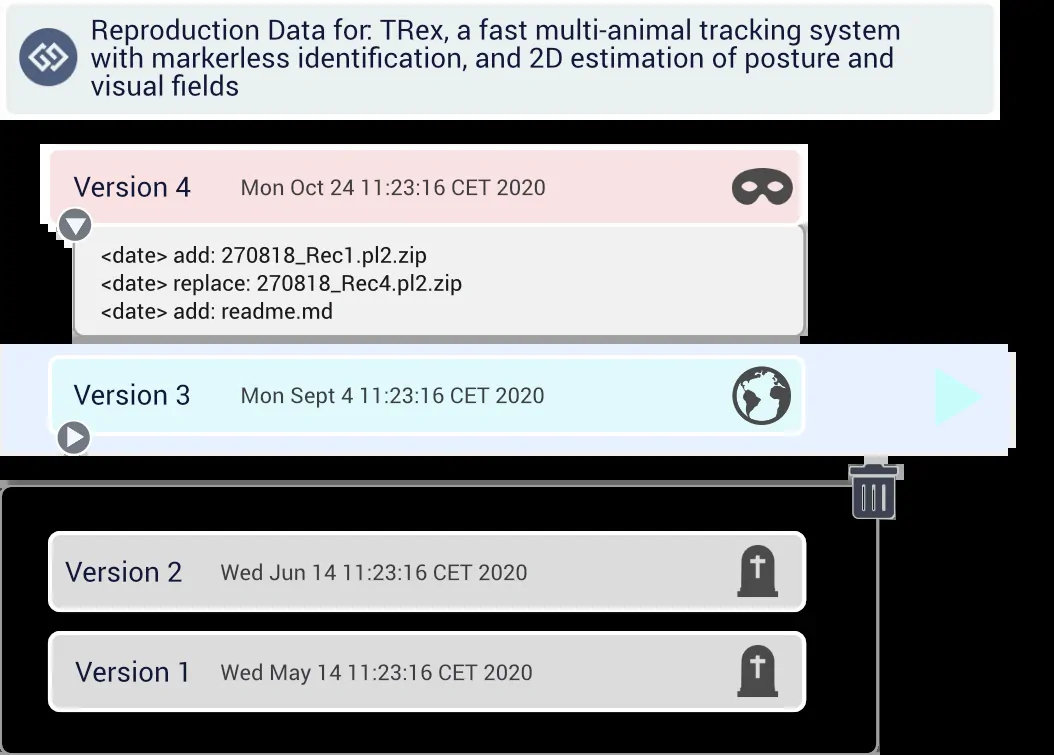 Reproduction Data for: TRex, a fast multi-animal tracking system
with markerless identification, and 2D estimation of posture and
visual fields
Version 4 Mon Oct 24 11:23:16 CET 2020
<date> add: 270818_Rec1.pl2.zip
<date> replace: 270818_Rec4.pl2.zip
<date> add: readme.md
Version 3 Mon Sept 4 11:23:16 CET 2020
Version 2 Wed Jun 14 11:23:16 CET 2020
Version 1 Wed May 14 11:23:16 CET 2020